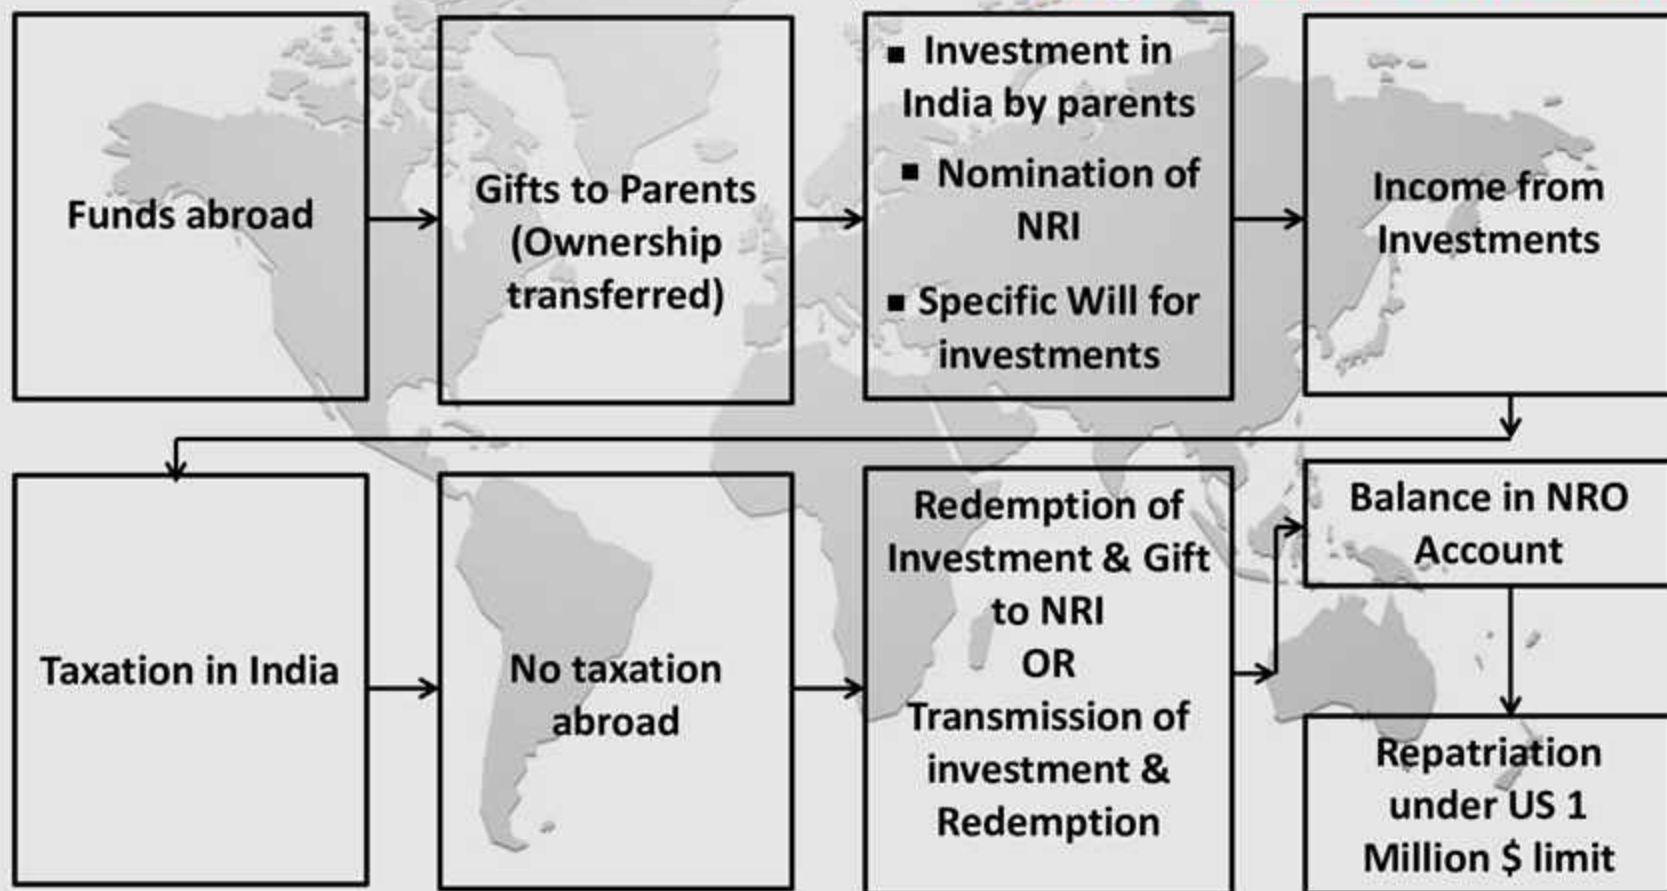 Funds abroad
Gifts to Parents
(Ownership
transferred)
▪ Investment in
India by parents
▪ Nomination of
NRI
▪ Specific Will for
investments
Income from
Investments
Taxation in India
No taxation
abroad
Redemption of
Investment & Gift
to NRI
OR
Transmission of
investment &
Redemption
Balance in NRO
Account
Repatriation
under US 1
Million $ limit